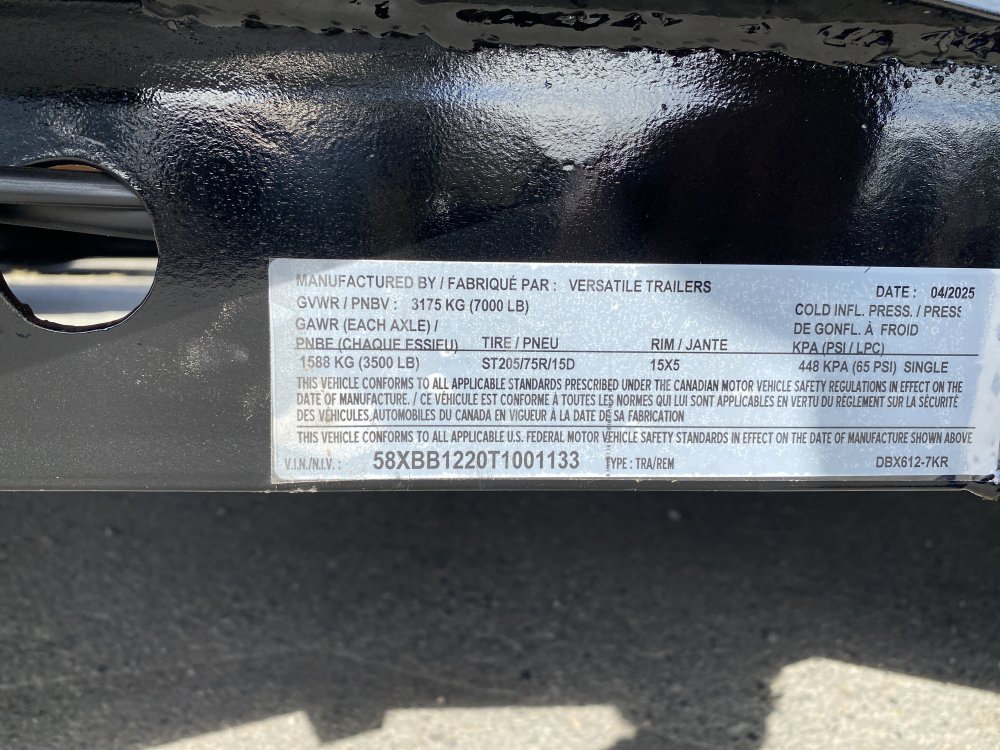 MANUFACTURED BY / FABRIQUÉ PAR : VERSATILE TRAILERS
DATE : 04/2025
GVWR / PNBV : 3175 KG (7000 LB)
COLD INFL. PRESS. / PRESS
DE GONFL. À FROID
KPA (PSI / LPC)
GAWR (EACH AXLE) /
PNBE (CHAQUE ESSIEU) TIRE / PNEU RIM / JANTE
1588 KG (3500 LB) ST205/75R/15D 15X5 448 KPA (65 PSI) SINGLE
THIS VEHICLE CONFORMS TO ALL APPLICABLE STANDARDS PRESCRIBED UNDER THE CANADIAN MOTOR VEHICLE SAFETY REGULATIONS IN EFFECT ON THE
DATE OF MANUFACTURE. / CE VÉHICULE EST CONFORME À TOUTES LES NORMES QUI LUI SONT APPLICABLES EN VERTU DU RÈGLEMENT SUR LA SÉCURITÉ
DES VÉHICULES AUTOMOBILES DU CANADA EN VIGUEUR À LA DATE DE SA FABRICATION
THIS VEHICLE CONFORMS TO ALL APPLICABLE U.S. FEDERAL MOTOR VEHICLE SAFETY STANDARDS IN EFFECT ON THE DATE OF MANUFACTURE SHOWN ABOVE
V.I.N./N.I.V. : 58XBB1220T1001133 TYPE : TRA/REM DBX612-7KR